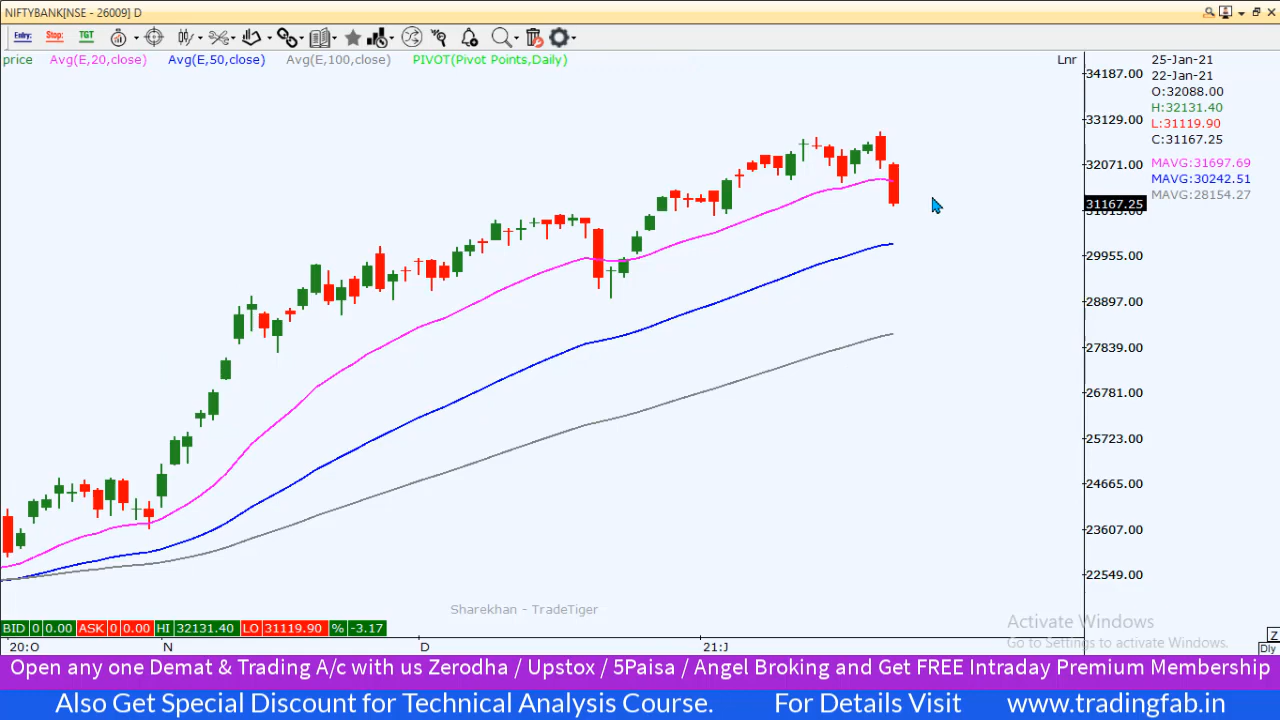 NIFTYBANK[NSE - 26009] D
Entry: Stop: TGT
price Avg(E,20,close) Avg(E,50,close) Avg(E,100,close) PIVOT(Pivot Points,Daily) Lnr
25-Jan-21
22-Jan-21
O:32088.00
H:32131.40
L:31119.90
C:31167.25
MAVG:31697.69
MAVG:30242.51
MAVG:28154.27
34187.00
33129.00
32071.00
31167.25
31013.00
29955.00
28897.00
27839.00
26781.00
25723.00
24665.00
23607.00
22549.00
Sharekhan - TradeTiger
BID 0 0.00 ASK 0 0.00 HI 32131.40 LO 31119.90 % -3.17
Activate Windows
Go to Settings to activate Windows.
20:O N D 21:J
Z
Dly
Open any one Demat & Trading A/c with us Zerodha / Upstox / 5Paisa / Angel Broking and Get FREE Intraday Premium Membership
Also Get Special Discount for Technical Analysis Course. For Details Visit www.tradingfab.in